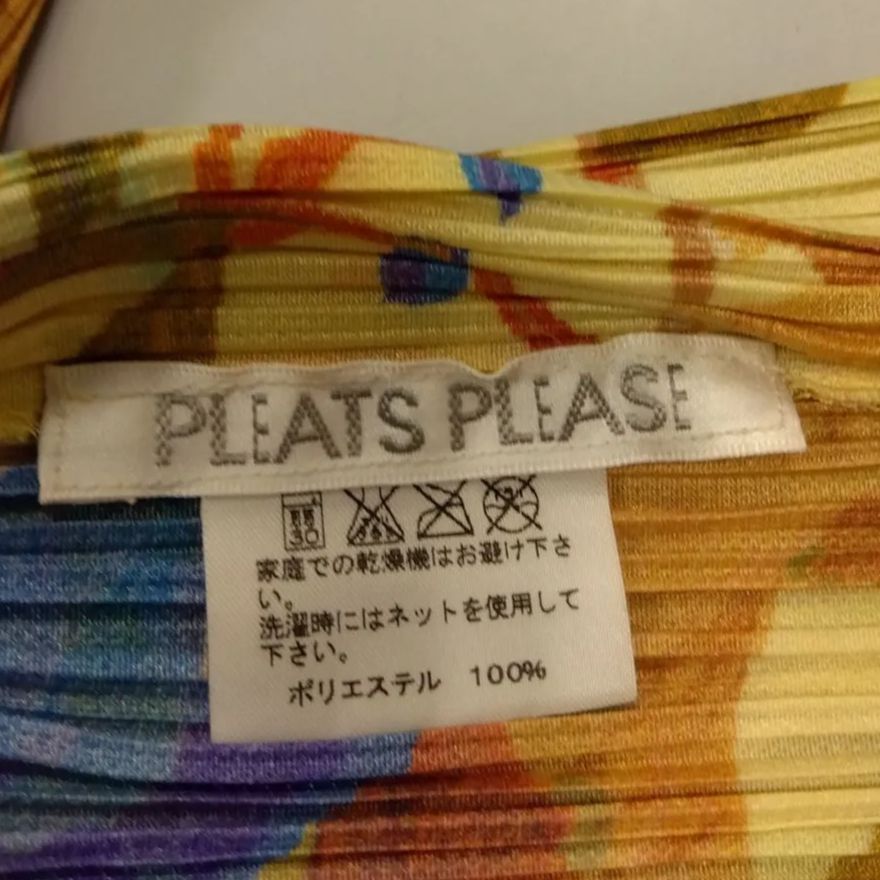 PLEATS PLEASE
弱
30
家庭での乾燥機はお避け下さ
い。
洗濯時にはネットを使用して
下さい。
ポリエステル 100%